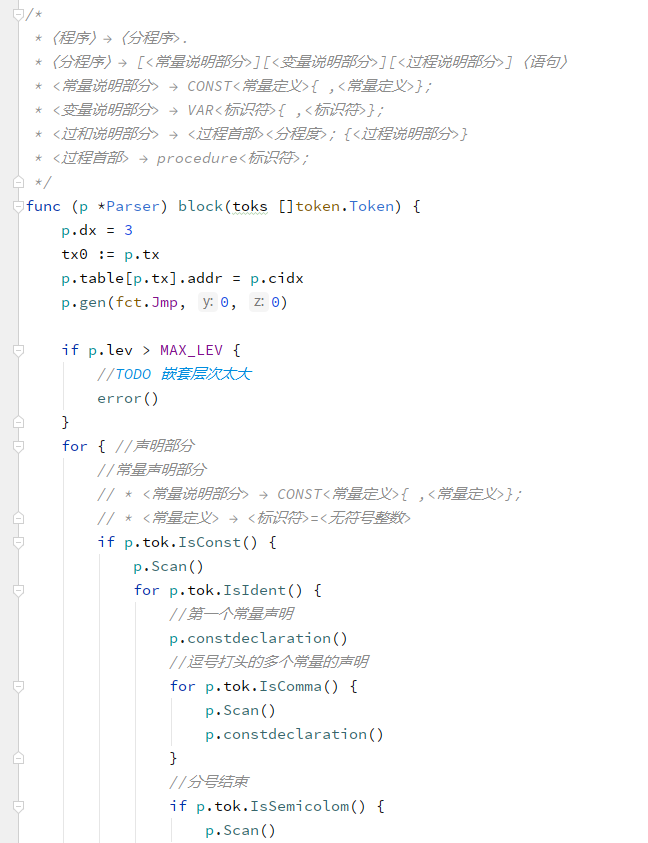 /*
 * 〈程序〉→〈分程序〉.
 * 〈分程序〉→ [<常量说明部分>][<变量说明部分>][<过程说明部分>]〈语句〉
 * <常量说明部分> → CONST<常量定义>{ ,<常量定义>};
 * <变量说明部分> → VAR<标识符>{ ,<标识符>};
 * <过和说明部分> → <过程首部><分程度>; {<过程说明部分>}
 * <过程首部> → procedure<标识符>;
 */
func (p *Parser) block(toks []token.Token) {
    p.dx = 3
    tx0 := p.tx
    p.table[p.tx].addr = p.cidx
    p.gen(fct.Jmp, y: 0, z: 0)
    if p.lev > MAX_LEV {
        //TODO 嵌套层次太大
        error()
    }
    for { //声明部分
        //常量声明部分
        // * <常量说明部分> → CONST<常量定义>{ ,<常量定义>};
        // * <常量定义> → <标识符>=<无符号整数>
        if p.tok.IsConst() {
            p.Scan()
            for p.tok.IsIdent() {
                //第一个常量声明
                p.constdeclaration()
                //逗号打头的多个常量的声明
                for p.tok.IsComma() {
                    p.Scan()
                    p.constdeclaration()
                }
                //分号结束
                if p.tok.IsSemicolom() {
                    p.Scan()